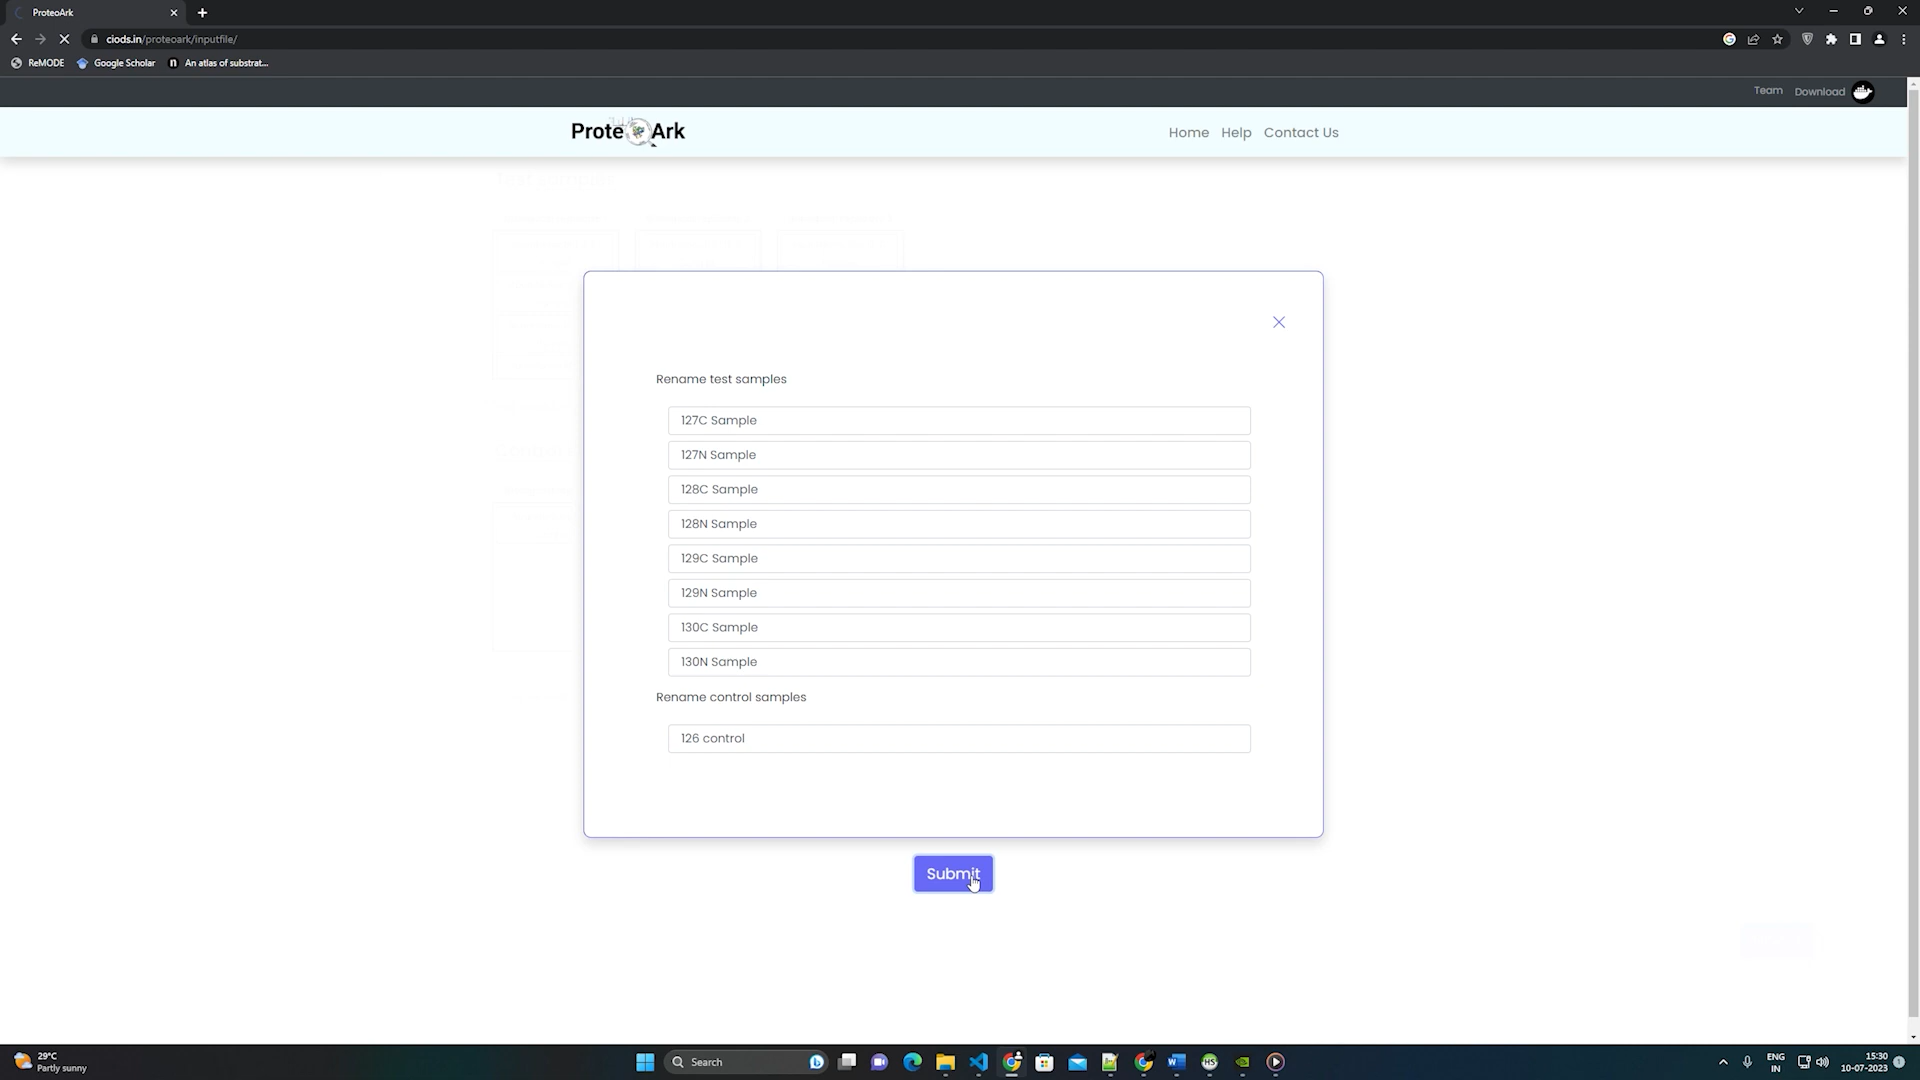 ProteoArk
ciods.in/proteoark/inputfile/
ReMODE
Google Scholar
An atlas of substrat...
Team
Download
Prote Ark
Home
Help
Contact Us
Rename test samples
127C Sample
127N Sample
128C Sample
128N Sample
129C Sample
129N Sample
130C Sample
130N Sample
Rename control samples
126 control
Submit
29°C
Partly sunny
Search
ENG
IN
15:30
10-07-2023